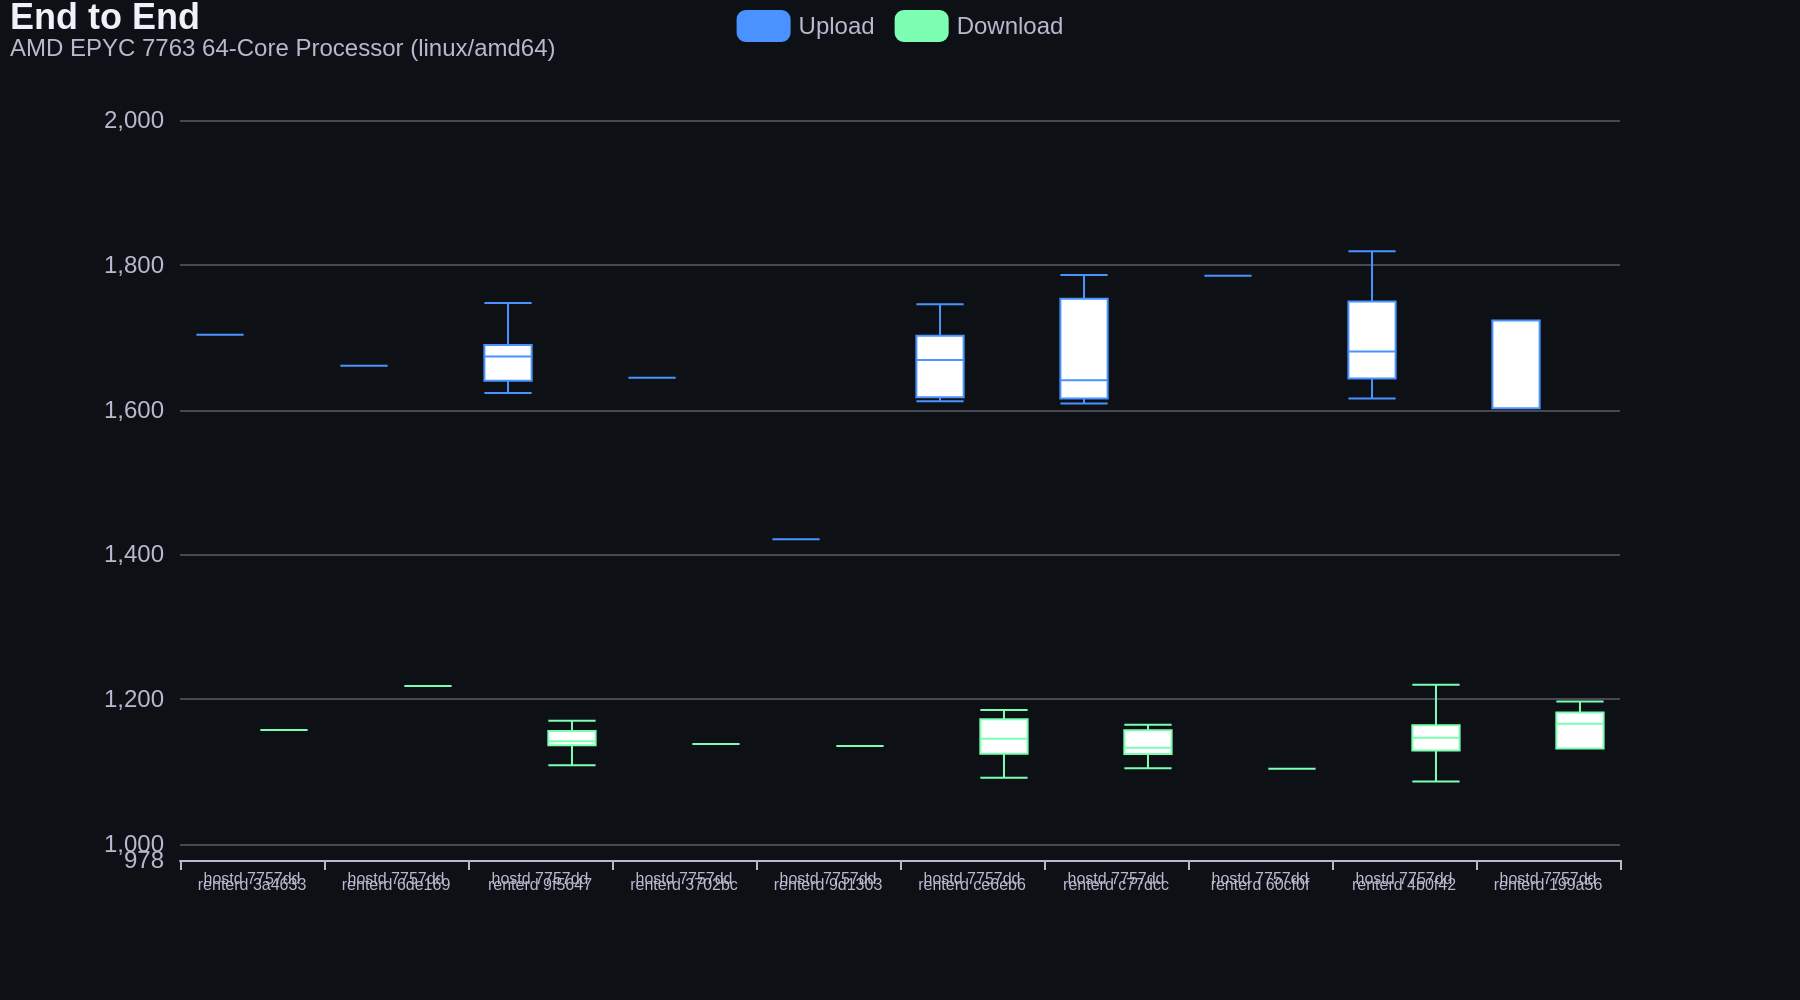 End to End
AMD EPYC 7763 64-Core Processor (linux/amd64)
Upload
Download
2,000
1,800
1,600
1,400
1,200
1,000
978
hostd 7757dd
renterd 3a4633
hostd 7757dd
renterd 6de169
hostd 7757dd
renterd 9f5647
hostd 7757dd
renterd 3702bc
hostd 7757dd
renterd 9d1363
hostd 7757dd
renterd ce6eb6
hostd 7757dd
renterd c77dcc
hostd 7757dd
renterd 60cf0f
hostd 7757dd
renterd 4b0f42
hostd 7757dd
renterd 199a56